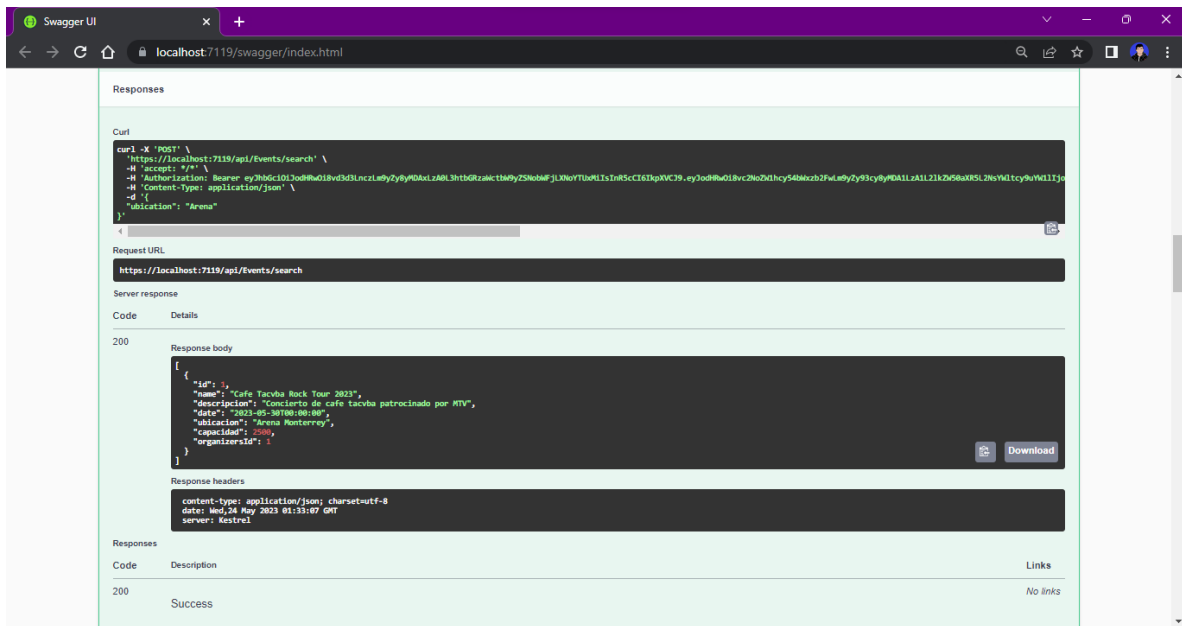 Swagger UI
localhost:7119/swagger/index.html
Responses
Curl
curl -X 'POST' \
'https://localhost:7119/api/Events/search' \
-H 'accept: */*' \
-H 'Authorization: Bearer
-H 'Content-Type: application/json' \
-d '{
"ubication": "Arena"
}'
Request URL
https://localhost:7119/api/Events/search
Server response
Code Details
200
Response body
[
{
"id": 1,
"name": "Cafe Tacvba Rock Tour 2023",
"descripcion": "Concierto de cafe tacvba patrocinado por MTV",
"date": "2023-05-30T00:00:00",
"ubicacion": "Arena Monterrey",
"capacidad": 2500,
"organizersId": 1
}
]
Download
Response headers
content-type: application/json; charset=utf-8
date: Wed,24 May 2023 01:33:07 GMT
server: Kestrel
Responses
Code Description Links
200 No links
Success